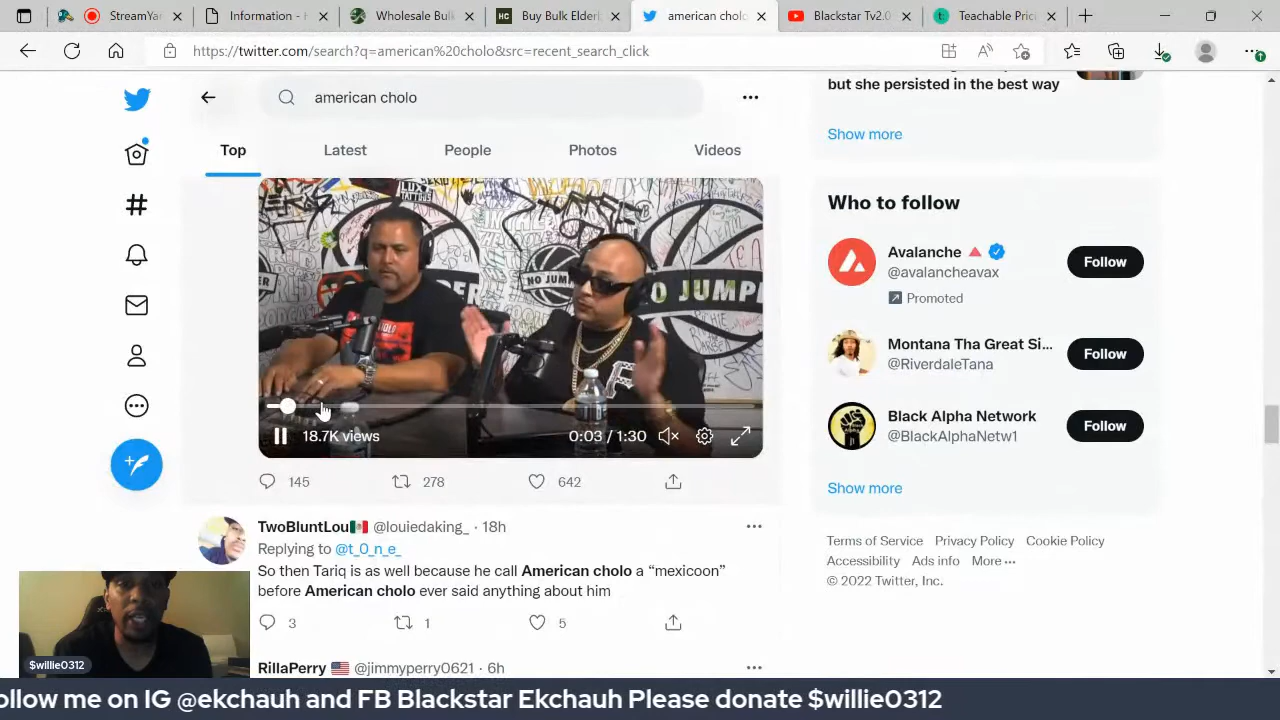 StreamYa
Information - H
Wholesale Bulk
HC Buy Bulk Elderb
american cholo
Blackstar Tv2.0
Teachable Pric
https://twitter.com/search?q=american%20cholo&src=recent_search_click
american cholo
Top
Latest
People
Photos
Videos
NO JUMPER
NO JUMPE
18.7K views
0:03 / 1:30
145
278
642
TwoBluntLou @louiedaking_ · 18h
Replying to @t_0_n_e_
So then Tariq is as well because he call American cholo a “mexicoon”
before American cholo ever said anything about him
3
1
5
RillaPerry @jimmyperry0621 · 6h
but she persisted in the best way
Show more
Who to follow
Avalanche
@avalancheavax
Promoted
Follow
Montana Tha Great Si...
@RiverdaleTana
Follow
Black Alpha Network
@BlackAlphaNetw1
Follow
Show more
Terms of Service Privacy Policy Cookie Policy
Accessibility Ads info More
© 2022 Twitter, Inc.
$willie0312
ollow me on IG @ekchauh and FB Blackstar Ekchauh Please donate $willie0312